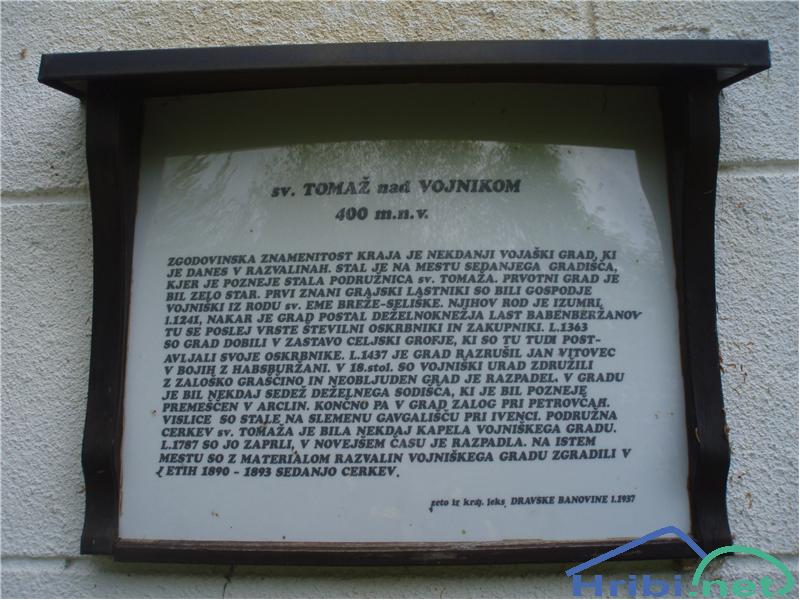 sv. TOMAŽ nad VOJNIKOM
400 m.n.v.
ZGODOVINSKA ZNAMENITOST KRAJA JE NEKDANJI VOJAŠKI GRAD, KI
JE DANES V RAZVALINAH. STAL JE NA MESTU SEDANJEGA GRADIŠČA,
KJER JE POZNEJE STALA PODRUŽNICA sv. TOMAŽA. PRVOTNI GRAD JE
BIL ZELO STAR. PRVI ZNANI GRAJSKI LASTNIKI SO BILI GOSPODJE
VOJNIŠKI IZ RODU sv. EME BREŽE-SELIŠKE. NJIHOV ROD JE IZUMRL
l.1241, NAKAR JE GRAD POSTAL DEŽELNOKNEŽJA LAST BABENBERŽANOV
TU SE POSLEJ VRSTE ŠTEVILNI OSKRBNIKI IN ZAKUPNIKI. L.1363
SO GRAD DOBILI V ZASTAVO CELJSKI GROFJE, KI SO TU TUDI POST-
AVLJALI SVOJE OSKRBNIKE. L.1437 JE GRAD RAZRUŠIL JAN VITOVEC
V BOJIH Z HABSBURŽANI. V 18.stol. SO VOJNIŠKI URAD ZDRUŽILI
Z ZALOŠKO GRAŠČINO IN NEOBLJUDEN GRAD JE RAZPADEL. V GRADU
JE BIL NEKDAJ SEDEŽ DEŽELNEGA SODIŠČA, KI JE BIL POZNEJE
PREMEŠČEN V ARCLIN. KONČNO PA V GRAD ZALOG PRI PETROVČAH.
VISLICE SO STALE NA SLEMENU GAVGALIŠČU PRI IVENCI. PODRUŽNA
CERKEV sv. TOMAŽA JE BILA NEKDAJ KAPELA VOJNIŠKEGA GRADU.
L.1787 SO JO ZAPRLI, V NOVEJŠEM ČASU JE RAZPADLA. NA ISTEM
MESTU SO Z MATERIALOM RAZVALIN VOJNIŠKEGA GRADU ZGRADILI V
LETIH 1890 - 1893 SEDANJO CERKEV.
zeto iz kraj. leks DRAVSKE BANOVINE l.1937
Hribi.net